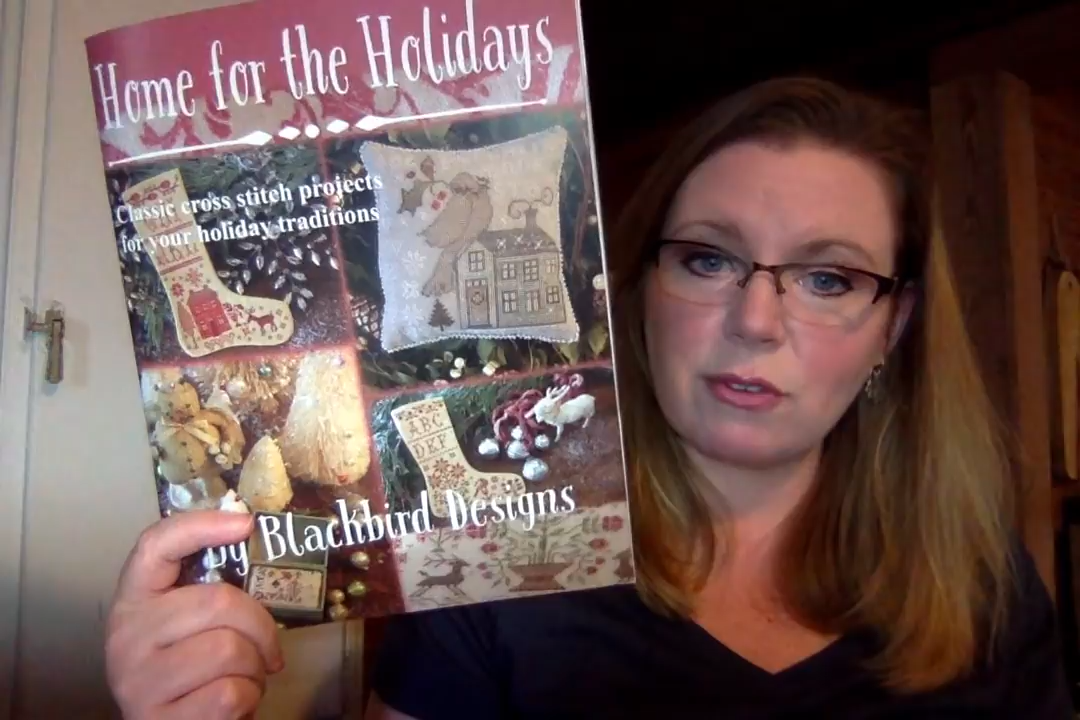 Home for the Holidays
Classic cross stitch projects
for your holiday traditions
ABC
DEF
by Blackbird Designs